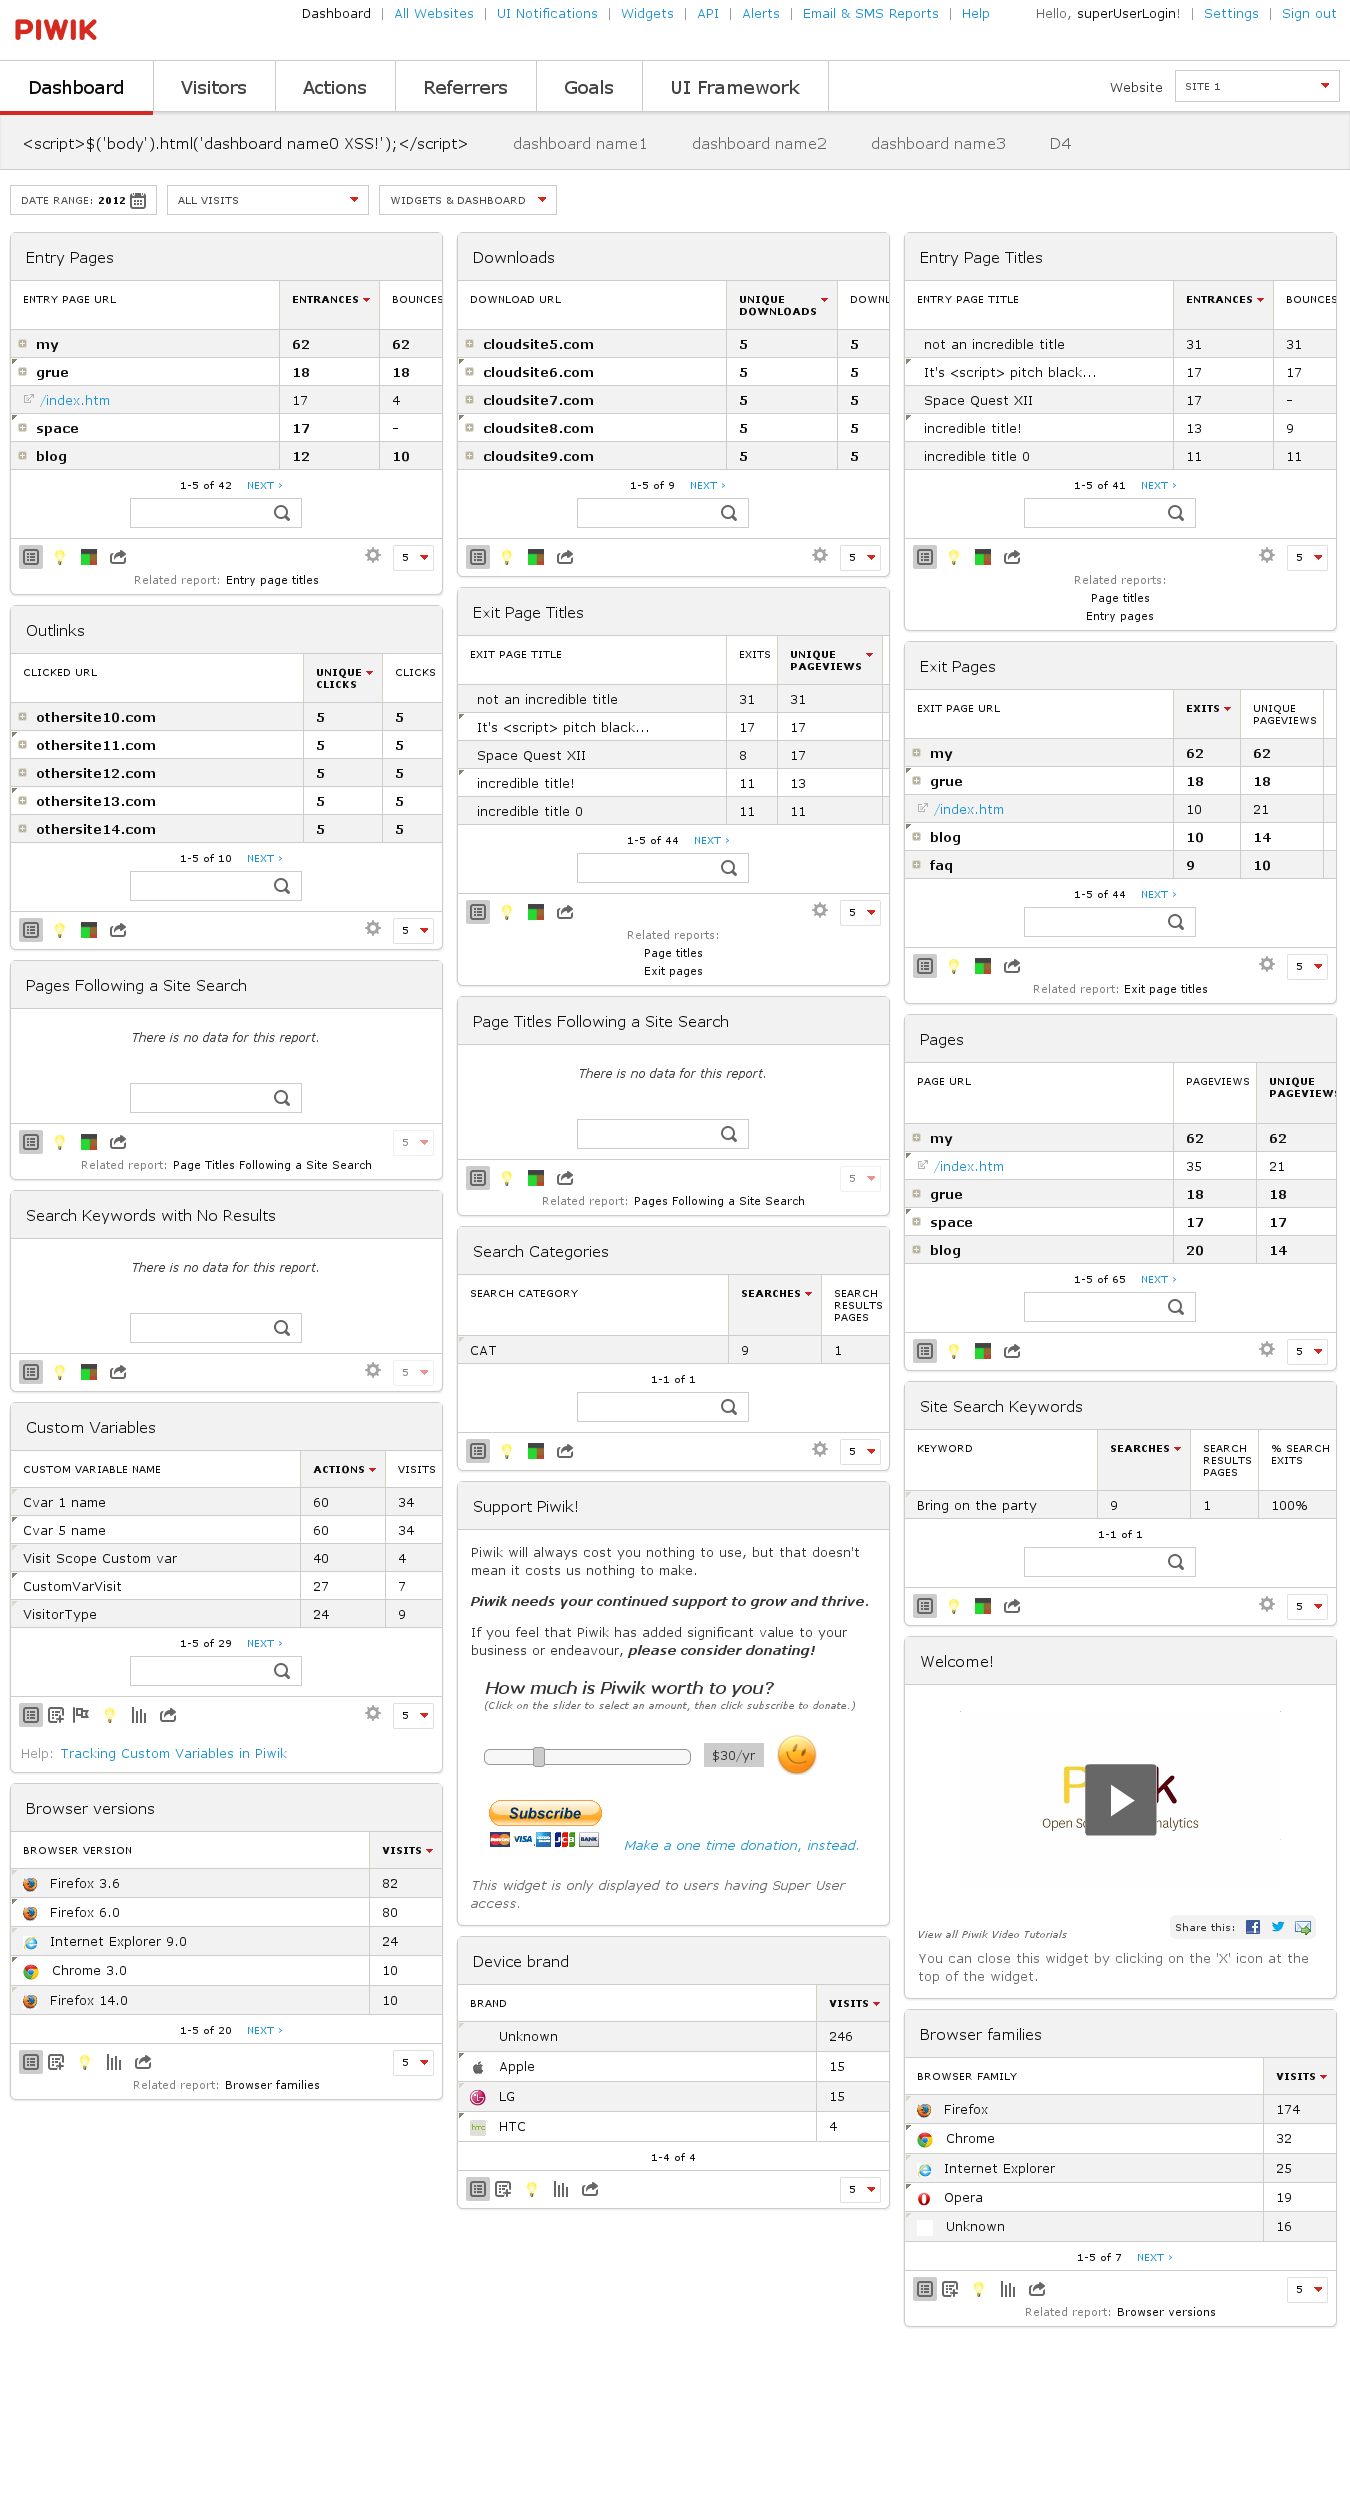 Dashboard | All Websites | UI Notifications | Widgets | API | Alerts | Email & SMS Reports | Help Hello, superUserLogin! | Settings | Sign out
PIWIK
Dashboard Visitors Actions Referrers Goals UI Framework Website SITE 1
<script>$('body').html('dashboard name0 XSS!');</script> dashboard name1 dashboard name2 dashboard name3 D4
DATE RANGE: 2012 ALL VISITS WIDGETS & DASHBOARD
Entry Pages
ENTRY PAGE URL ENTRANCES BOUNCES
my 62 62
grue 18 18
/index.htm 17 4
space 17 -
blog 12 10
1-5 of 42 NEXT ›
5
Related report: Entry page titles
Outlinks
CLICKED URL UNIQUE CLICKS CLICKS
othersite10.com 5 5
othersite11.com 5 5
othersite12.com 5 5
othersite13.com 5 5
othersite14.com 5 5
1-5 of 10 NEXT ›
5
Pages Following a Site Search
There is no data for this report.
5
Related report: Page Titles Following a Site Search
Search Keywords with No Results
There is no data for this report.
5
Custom Variables
CUSTOM VARIABLE NAME ACTIONS VISITS
Cvar 1 name 60 34
Cvar 5 name 60 34
Visit Scope Custom var 40 4
CustomVarVisit 27 7
VisitorType 24 9
1-5 of 29 NEXT ›
5
Help: Tracking Custom Variables in Piwik
Browser versions
BROWSER VERSION VISITS
Firefox 3.6 82
Firefox 6.0 80
Internet Explorer 9.0 24
Chrome 3.0 10
Firefox 14.0 10
1-5 of 20 NEXT ›
5
Related report: Browser families
Downloads
DOWNLOAD URL UNIQUE DOWNLOADS DOWNL
cloudsite5.com 5 5
cloudsite6.com 5 5
cloudsite7.com 5 5
cloudsite8.com 5 5
cloudsite9.com 5 5
1-5 of 9 NEXT ›
5
Exit Page Titles
EXIT PAGE TITLE EXITS UNIQUE PAGEVIEWS
not an incredible title 31 31
It's <script> pitch black... 17 17
Space Quest XII 8 17
incredible title! 11 13
incredible title 0 11 11
1-5 of 44 NEXT ›
5
Related reports:
Page titles
Exit pages
Page Titles Following a Site Search
There is no data for this report.
5
Related report: Pages Following a Site Search
Search Categories
SEARCH CATEGORY SEARCHES SEARCH RESULTS PAGES
CAT 9 1
1-1 of 1
5
Support Piwik!
Piwik will always cost you nothing to use, but that doesn't
mean it costs us nothing to make.
Piwik needs your continued support to grow and thrive.
If you feel that Piwik has added significant value to your
business or endeavour, please consider donating!
How much is Piwik worth to you?
(Click on the slider to select an amount, then click subscribe to donate.)
$30/yr
Subscribe
VISA JCB BANK
Make a one time donation, instead.
This widget is only displayed to users having Super User
access.
Device brand
BRAND VISITS
Unknown 246
Apple 15
LG 15
HTC 4
1-4 of 4
5
Entry Page Titles
ENTRY PAGE TITLE ENTRANCES BOUNCES
not an incredible title 31 31
It's <script> pitch black... 17 17
Space Quest XII 17 -
incredible title! 13 9
incredible title 0 11 11
1-5 of 41 NEXT ›
5
Related reports:
Page titles
Entry pages
Exit Pages
EXIT PAGE URL EXITS UNIQUE PAGEVIEWS
my 62 62
grue 18 18
/index.htm 10 21
blog 10 14
faq 9 10
1-5 of 44 NEXT ›
5
Related report: Exit page titles
Pages
PAGE URL PAGEVIEWS UNIQUE PAGEVIEWS
my 62 62
/index.htm 35 21
grue 18 18
space 17 17
blog 20 14
1-5 of 65 NEXT ›
5
Site Search Keywords
KEYWORD SEARCHES SEARCH RESULTS PAGES % SEARCH EXITS
Bring on the party 9 1 100%
1-1 of 1
5
Welcome!
P k
Open So nalytics
View all Piwik Video Tutorials Share this:
You can close this widget by clicking on the 'X' icon at the
top of the widget.
Browser families
BROWSER FAMILY VISITS
Firefox 174
Chrome 32
Internet Explorer 25
Opera 19
Unknown 16
1-5 of 7 NEXT ›
5
Related report: Browser versions